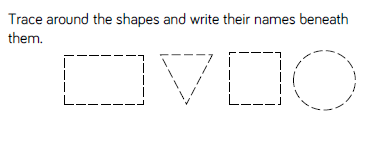 Trace around the shapes and write their names beneath
them.